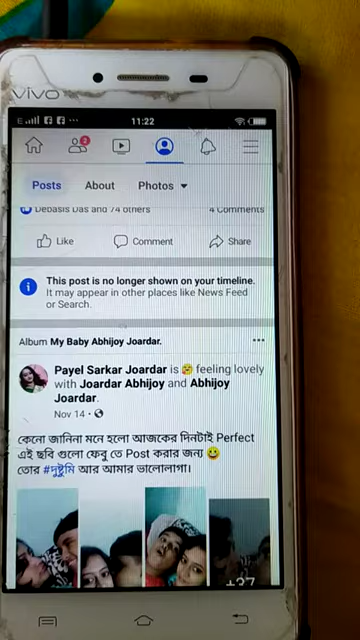 vivo
E
11:22
2
Posts About Photos
Debasis Das and 74 others 4 Comments
Like Comment Share
This post is no longer shown on your timeline.
It may appear in other places like News Feed
or Search.
Album My Baby Abhijoy Joardar.
Payel Sarkar Joardar is 😋 feeling lovely
with Joardar Abhijoy and Abhijoy
Joardar.
Nov 14
কেনো জানিনা মনে হলো আজকের দিনটাই Perfect
এই ছবি গুলো ফেবু তে Post করার জন্য 😀
তোর #দুষ্টুমি আর আমার ভালোলাগা।
+37